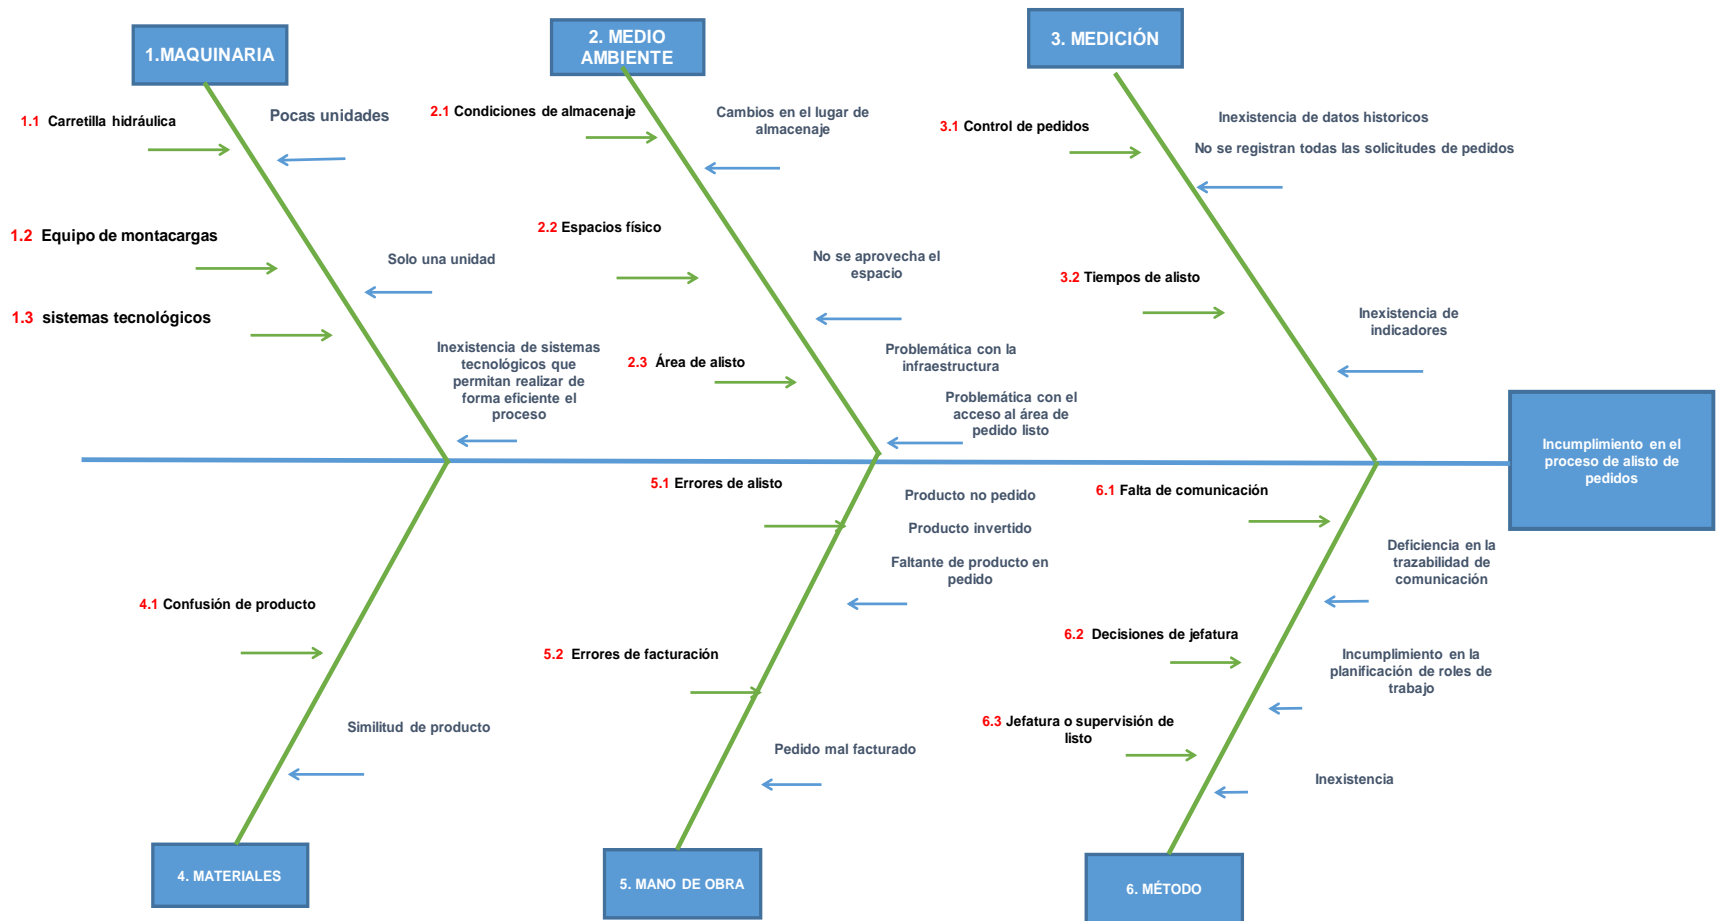 1.MAQUINARIA
2. MEDIO
AMBIENTE
3. MEDICIÓN
1.1 Carretilla hidráulica
Pocas unidades
1.2 Equipo de montacargas
Solo una unidad
1.3 sistemas tecnológicos
Inexistencia de sistemas
tecnológicos que
permitan realizar de
forma eficiente el
proceso
2.1 Condiciones de almacenaje
Cambios en el lugar de
almacenaje
2.2 Espacios físico
No se aprovecha el
espacio
2.3 Área de alisto
Problemática con la
infraestructura
Problemática con el
acceso al área de
pedido listo
3.1 Control de pedidos
Inexistencia de datos historicos
No se registran todas las solicitudes de pedidos
3.2 Tiempos de alisto
Inexistencia de
indicadores
Incumplimiento en el
proceso de alisto de
pedidos
4.1 Confusión de producto
Similitud de producto
4. MATERIALES
5.1 Errores de alisto
Producto no pedido
Producto invertido
Faltante de producto en
pedido
5.2 Errores de facturación
Pedido mal facturado
5. MANO DE OBRA
6.1 Falta de comunicación
Deficiencia en la
trazabilidad de
comunicación
6.2 Decisiones de jefatura
Incumplimiento en la
planificación de roles de
trabajo
6.3 Jefatura o supervisión de
listo
Inexistencia
6. MÉTODO